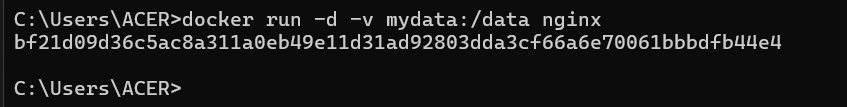 C:\Users\ACER>docker run -d -v mydata:/data nginx
bf21d09d36c5ac8a311a0eb49e11d31ad92803dda3cf66a6e70061bbbdfb44e4
C:\Users\ACER>